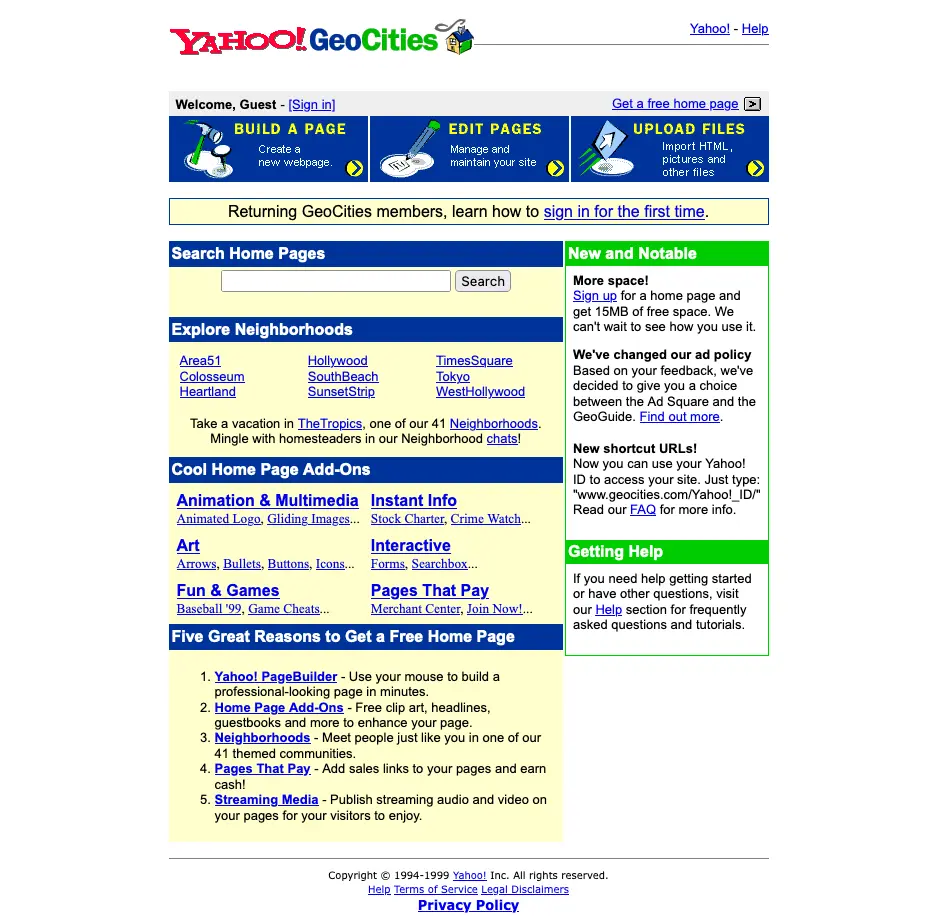 YAHOO! GeoCities
Yahoo! - Help
Welcome, Guest - [Sign in]
Get a free home page >
BUILD A PAGE
Create a
new webpage.
EDIT PAGES
Manage and
maintain your site
UPLOAD FILES
Import HTML,
pictures and
other files
Returning GeoCities members, learn how to sign in for the first time.
Search Home Pages
Search
Explore Neighborhoods
Area51 Hollywood TimesSquare
Colosseum SouthBeach Tokyo
Heartland SunsetStrip WestHollywood
Take a vacation in TheTropics, one of our 41 Neighborhoods.
Mingle with homesteaders in our Neighborhood chats!
Cool Home Page Add-Ons
Animation & Multimedia
Animated Logo, Gliding Images...
Instant Info
Stock Charter, Crime Watch...
Art
Arrows, Bullets, Buttons, Icons...
Interactive
Forms, Searchbox...
Fun & Games
Baseball '99, Game Cheats...
Pages That Pay
Merchant Center, Join Now!...
Five Great Reasons to Get a Free Home Page
1. Yahoo! PageBuilder - Use your mouse to build a
professional-looking page in minutes.
2. Home Page Add-Ons - Free clip art, headlines,
guestbooks and more to enhance your page.
3. Neighborhoods - Meet people just like you in one of our
41 themed communities.
4. Pages That Pay - Add sales links to your pages and earn
cash!
5. Streaming Media - Publish streaming audio and video on
your pages for your visitors to enjoy.
New and Notable
More space!
Sign up for a home page and
get 15MB of free space. We
can't wait to see how you use it.
We've changed our ad policy
Based on your feedback, we've
decided to give you a choice
between the Ad Square and the
GeoGuide. Find out more.
New shortcut URLs!
Now you can use your Yahoo!
ID to access your site. Just type:
"www.geocities.com/Yahoo!_ID/"
Read our FAQ for more info.
Getting Help
If you need help getting started
or have other questions, visit
our Help section for frequently
asked questions and tutorials.
Copyright © 1994-1999 Yahoo! Inc. All rights reserved.
Help Terms of Service Legal Disclaimers
Privacy Policy